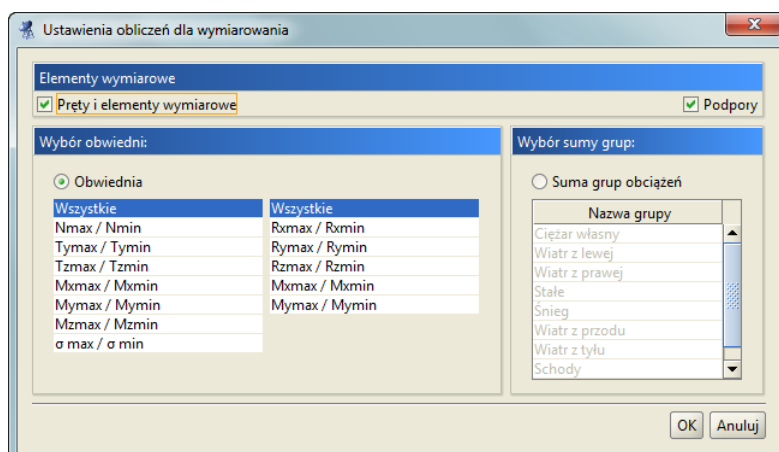 Ustawienia obliczeń dla wymiarowania
Elementy wymiarowe
Pręty i elementy wymiarowe
Podpory
Wybór obwiedni:
Obwiednia
Wszystkie
Nmax / Nmin
Tymax / Tymin
Tzmax / Tzmin
Mxmax / Mxmin
Mymax / Mymin
Mzmax / Mzmin
σ max / σ min
Wszystkie
Rxmax / Rxmin
Rymax / Rymin
Rzmax / Rzmin
Mxmax / Mxmin
Mymax / Mymin
Wybór sumy grup:
Suma grup obciążeń
Nazwa grupy
Ciężar własny
Wiatr z lewej
Wiatr z prawej
Stałe
Śnieg
Wiatr z przodu
Wiatr z tyłu
Schody
OK
Anuluj